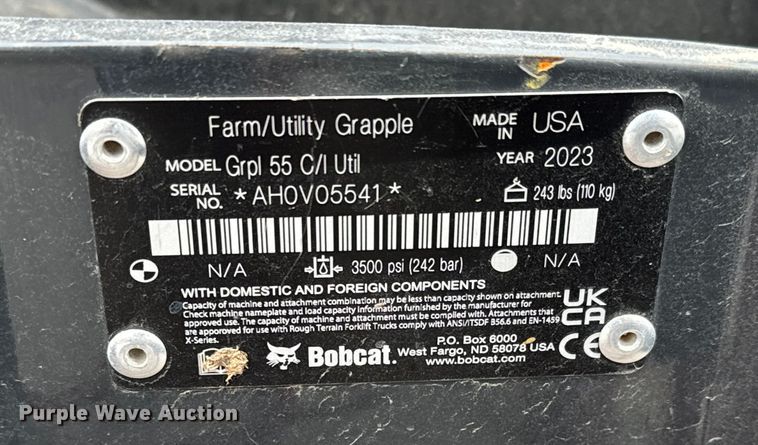 Farm/Utility Grapple
MADE IN USA
MODEL Grpl 55 C/I Util
YEAR 2023
SERIAL NO. *AH0V05541*
243 lbs (110 kg)
N/A
3500 psi (242 bar)
N/A
WITH DOMESTIC AND FOREIGN COMPONENTS
Capacity of machine and attachment combination may be less than capacity shown on attachment.
Check machine nameplate and load capacity information furnished by the manufacturer for
approved use. The capacity of machine and attachment must be complied with. Attachments that
are approved for use with Rough Terrain Forklift Trucks comply with ANSI/ITSDF B56.6 and EN-1459
X-Series.
UK
CA
Bobcat.
P.O. Box 6000
West Fargo, ND 58078 USA
www.bobcat.com
CE
Purple Wave Auction